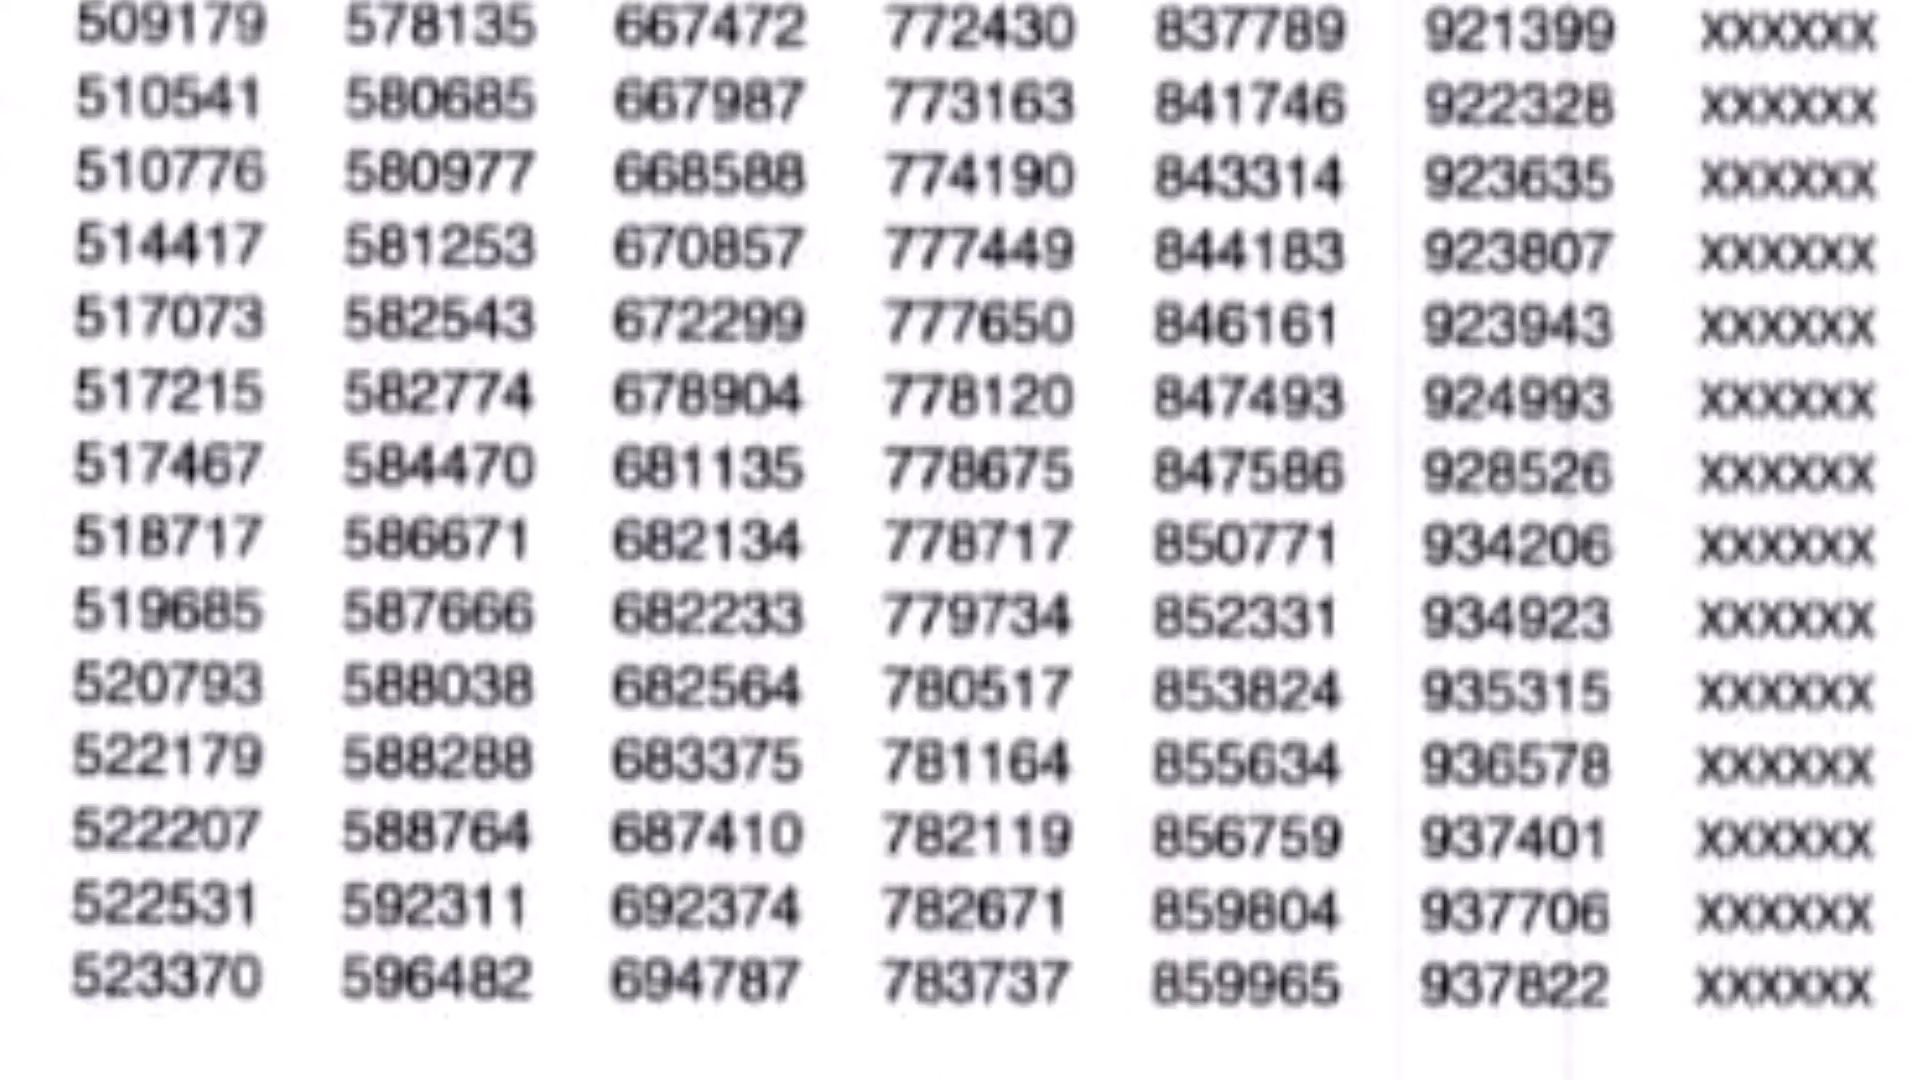 509179 578135 667472 772430 837789 921399 XXXXXX
510541 580685 667987 773163 841746 922328 XXXXXX
510776 580977 668588 774190 843314 923635 XXXXXX
514417 581253 670857 777449 844183 923807 XXXXXX
517073 582543 672299 777650 846161 923943 XXXXXX
517215 582774 678904 778120 847493 924993 XXXXXX
517467 584470 681135 778675 847586 928526 XXXXXX
518717 586671 682134 778717 850771 934206 XXXXXX
519685 587666 682233 779734 852331 934923 XXXXXX
520793 588038 682564 780517 853824 935315 XXXXXX
522179 588288 683375 781164 855634 936578 XXXXXX
522207 588764 687410 782119 856759 937401 XXXXXX
522531 592311 692374 782671 859804 937706 XXXXXX
523370 596482 694787 783737 859965 937822 XXXXXX